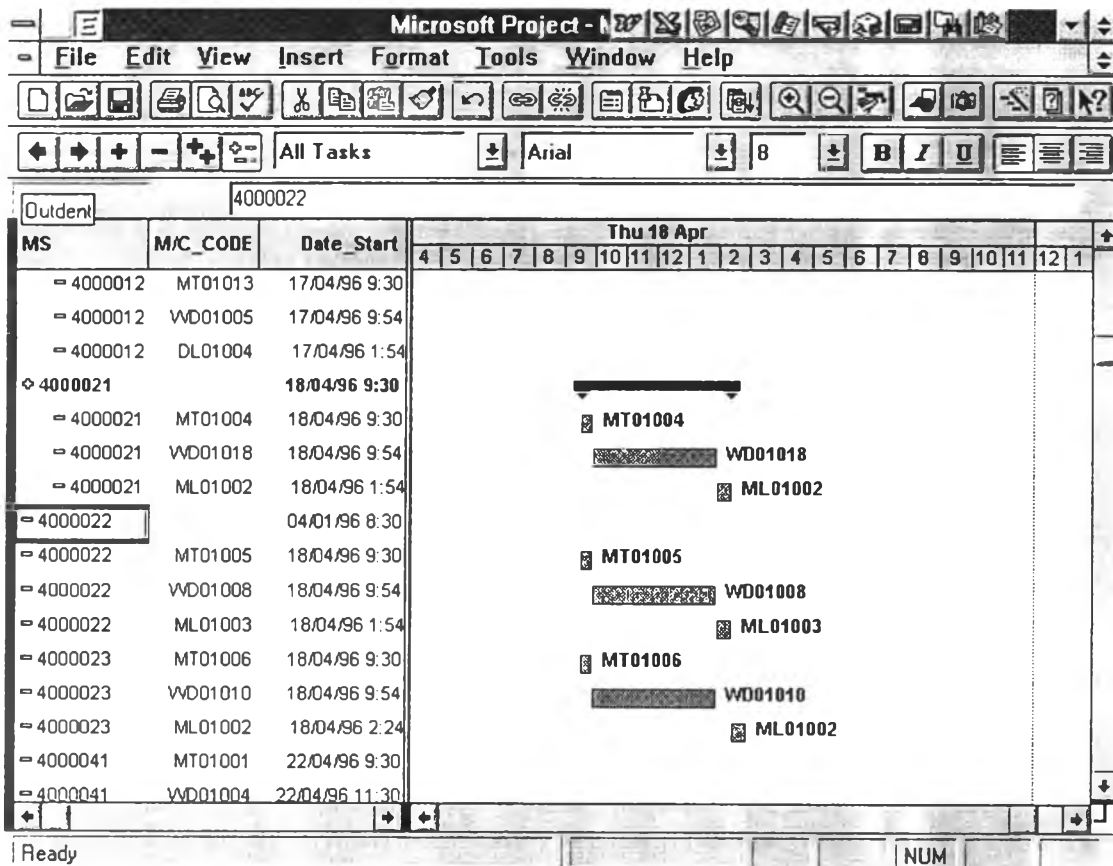 Microsoft Project -
File Edit View Insert Format Tools Window Help
All Tasks Arial 8 B I U
Outdent 4000022
MS M/C_CODE Date_Start Thu 18 Apr
4 5 6 7 8 9 10 11 12 1 2 3 4 5 6 7 8 9 10 11 12 1
4000012 MT01013 17/04/96 9:30
4000012 WD01005 17/04/96 9:54
4000012 DL01004 17/04/96 1:54
4000021 18/04/96 9:30
4000021 MT01004 18/04/96 9:30 MT01004
4000021 WD01018 18/04/96 9:54 WD01018
4000021 ML01002 18/04/96 1:54 ML01002
4000022 04/01/96 8:30
4000022 MT01005 18/04/96 9:30 MT01005
4000022 WD01008 18/04/96 9:54 WD01008
4000022 ML01003 18/04/96 1:54 ML01003
4000023 MT01006 18/04/96 9:30 MT01006
4000023 WD01010 18/04/96 9:54 WD01010
4000023 ML01002 18/04/96 2:24 ML01002
4000041 MT01001 22/04/96 9:30
4000041 WD01004 22/04/96 11:30
Ready NUM